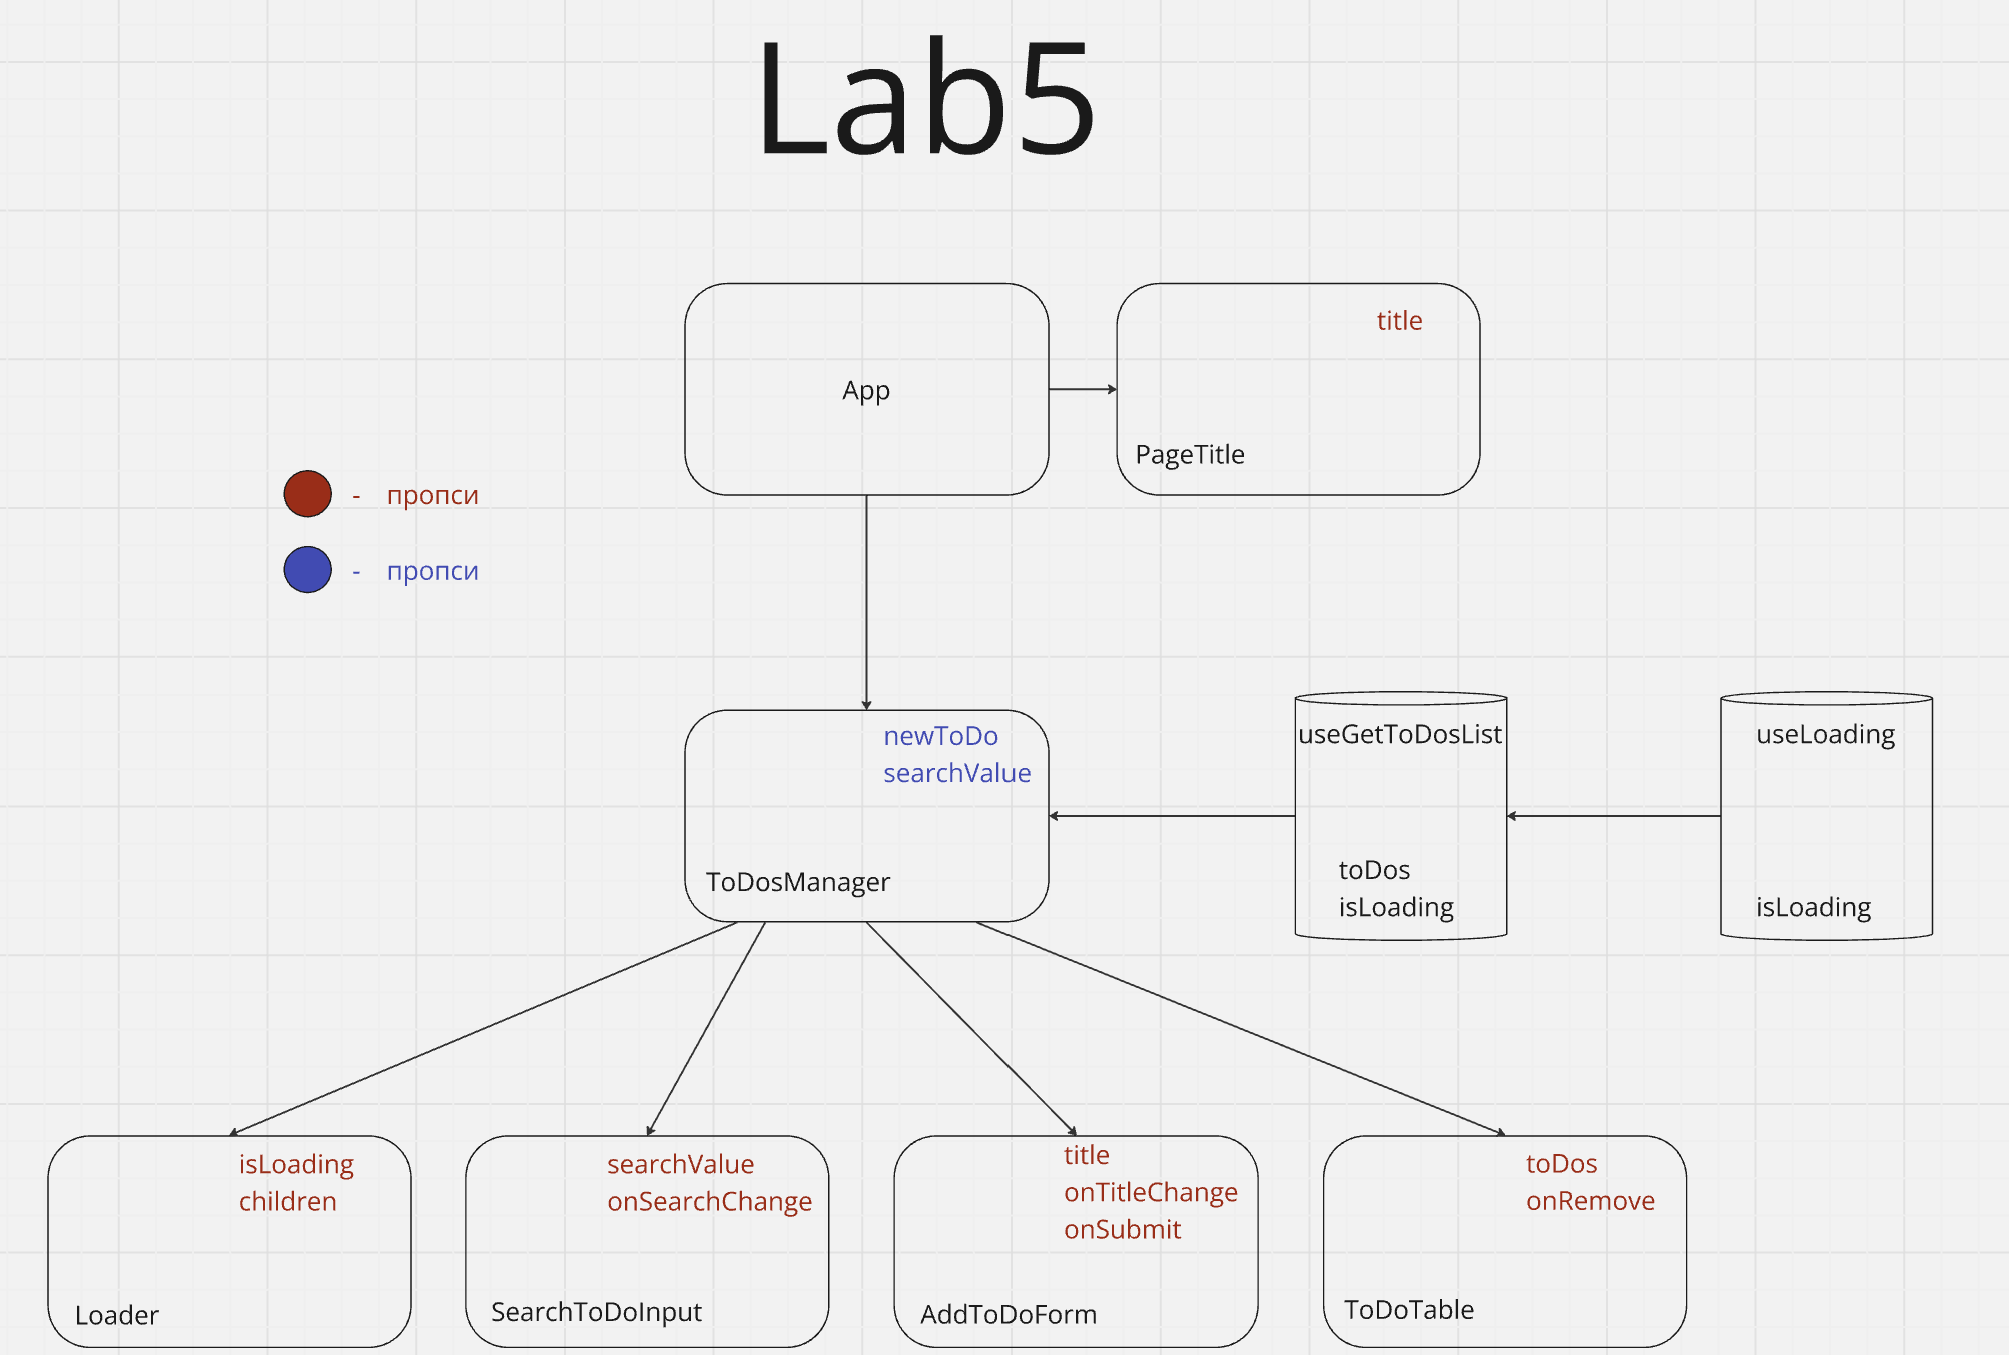 Lab5
App
title
PageTitle
- пропси
- пропси
newToDo
searchValue
ToDosManager
useGetToDosList
toDos
isLoading
useLoading
isLoading
isLoading
children
Loader
searchValue
onSearchChange
SearchToDoInput
title
onTitleChange
onSubmit
AddToDoForm
toDos
onRemove
ToDoTable